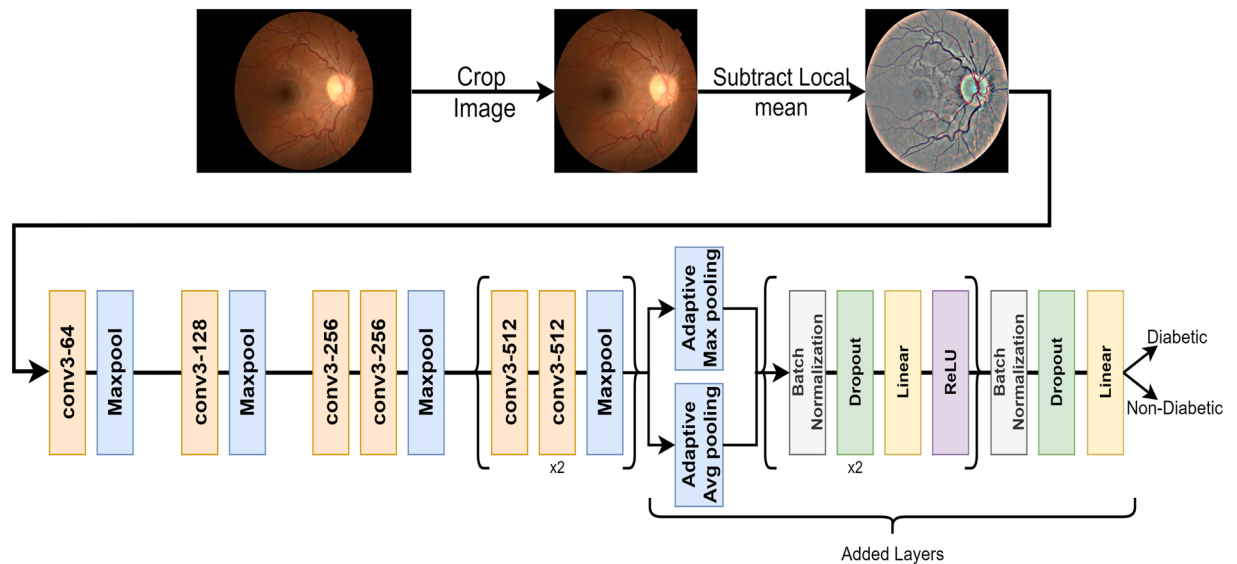 Crop
Image
Subtract Local
mean
conv3-64
Maxpool
conv3-128
Maxpool
conv3-256
conv3-256
Maxpool
conv3-512
conv3-512
x2
Maxpool
Adaptive
Max pooling
Adaptive
Avg pooling
Batch
Normalization
Dropout
x2
Linear
ReLU
Batch
Normalization
Dropout
Linear
Diabetic
Non-Diabetic
Added Layers